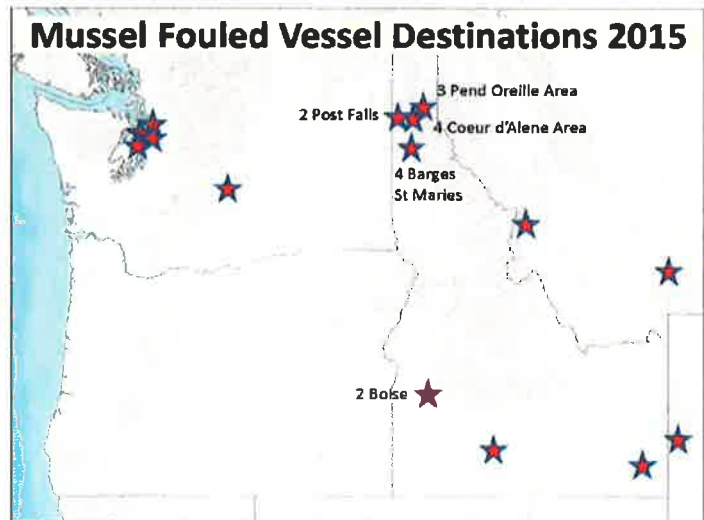 Mussel Fouled Vessel Destinations 2015
3 Pend Oreille Area
2 Post Falls
4 Coeur d'Alene Area
4 Barges
St Maries
2 Boise